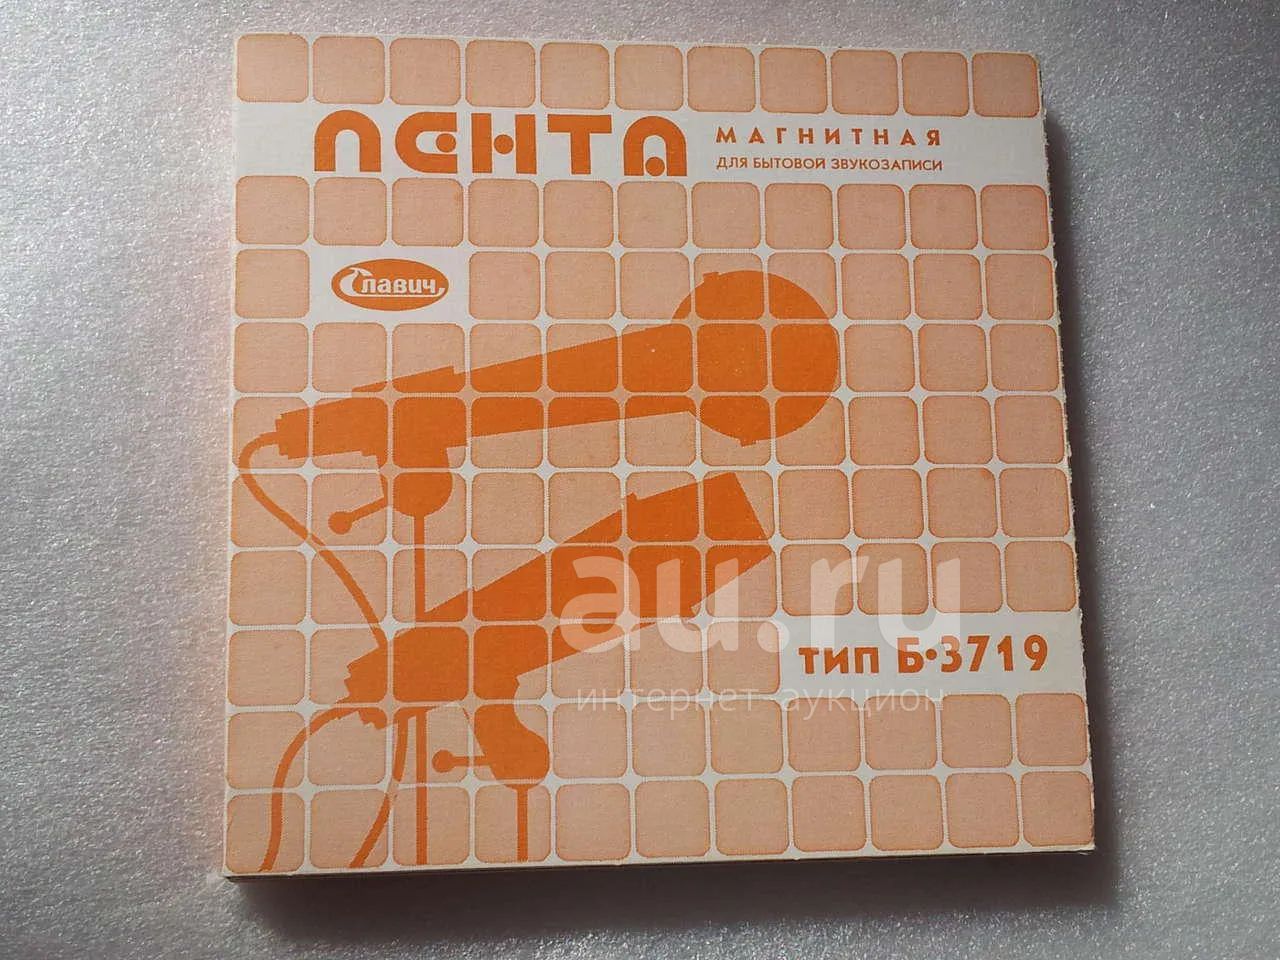 ЛЕНТА
МАГНИТНАЯ
ДЛЯ БЫТОВОЙ ЗВУКОЗАПИСИ
Славич
au.ru
ТИП Б-3719
интернет-аукцион